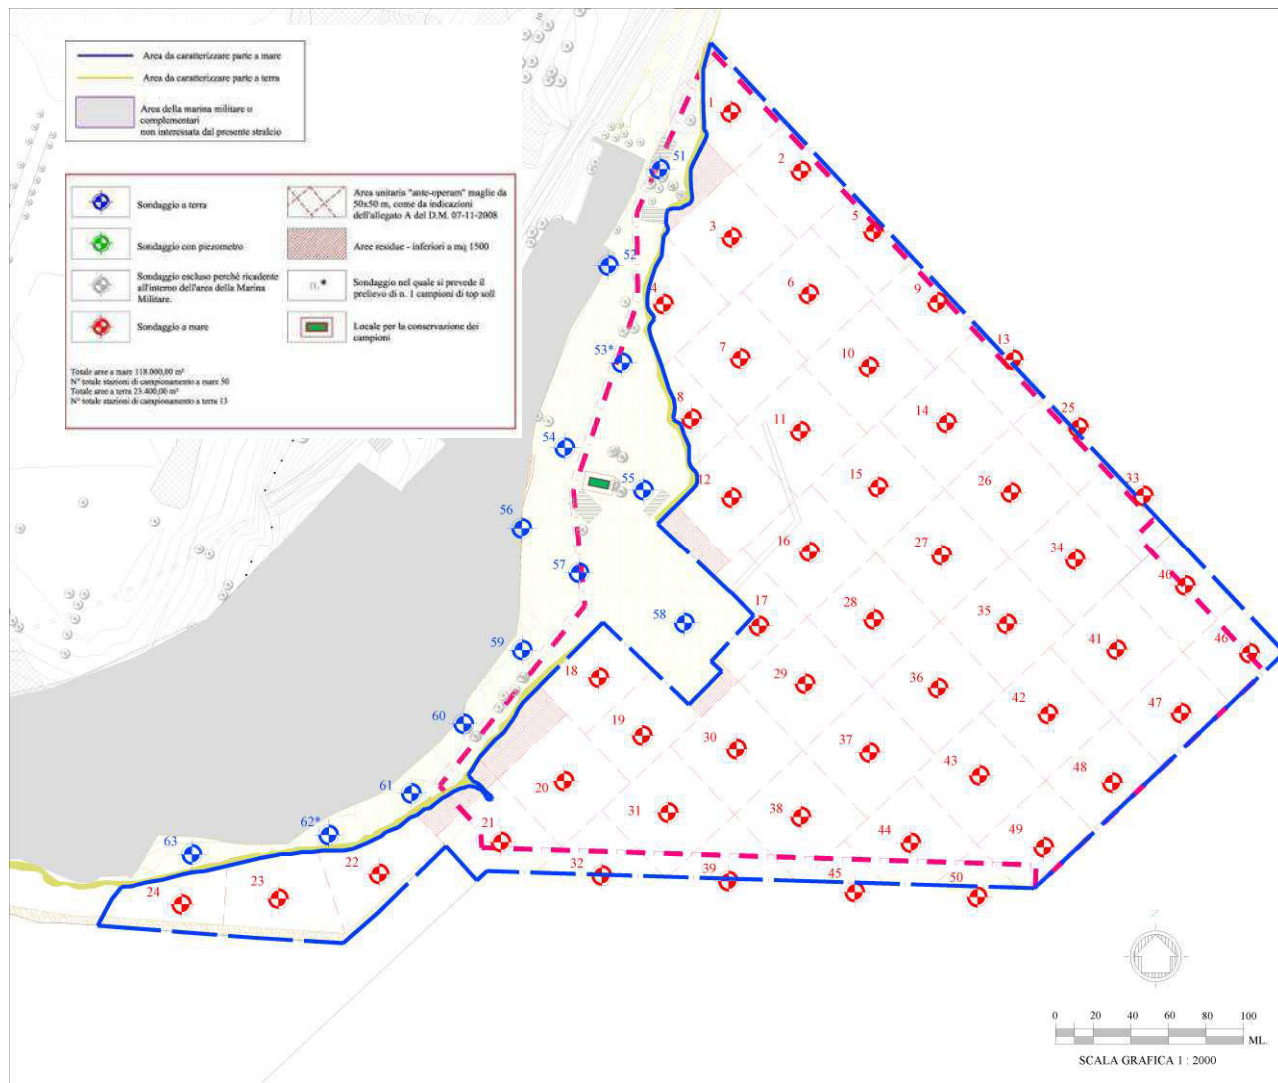 Area da caratterizzare parte a mare
Area da caratterizzare parte a terra
Area della marina militare o
complementari
non interessata dal presente stralcio
Sondaggio a terra
Sondaggio con piezometro
Sondaggio escluso perché ricadente
all'interno dell'area della Marina
Militare.
Sondaggio a mare
Area unitaria "ante-operam" maglie da
50x50 m, come da indicazioni
dell'allegato A del D.M. 07-11-2008
Aree residue - inferiori a mq 1500
n.*
Sondaggio nel quale si prevede il
prelievo di n. 1 campioni di top soil
Locale per la conservazione dei
campioni
Totale aree a mare 118.000,00 m²
N° totale stazioni di campionamento a mare 50
Totale aree a terra 23.400,00 m²
N° totale stazioni di campionamento a terra 13
1
2
51
3
5
52
4
6
9
53*
7
10
13
8
11
14
25
54
12
15
26
33
55
56
16
27
34
57
40
17
28
35
58
59
18
29
36
41
46
60
19
30
37
42
47
61
20
31
38
43
48
62*
21
44
49
63
22
32
39
45
50
24
23
N
0 20 40 60 80 100
ML.
SCALA GRAFICA 1 : 2000